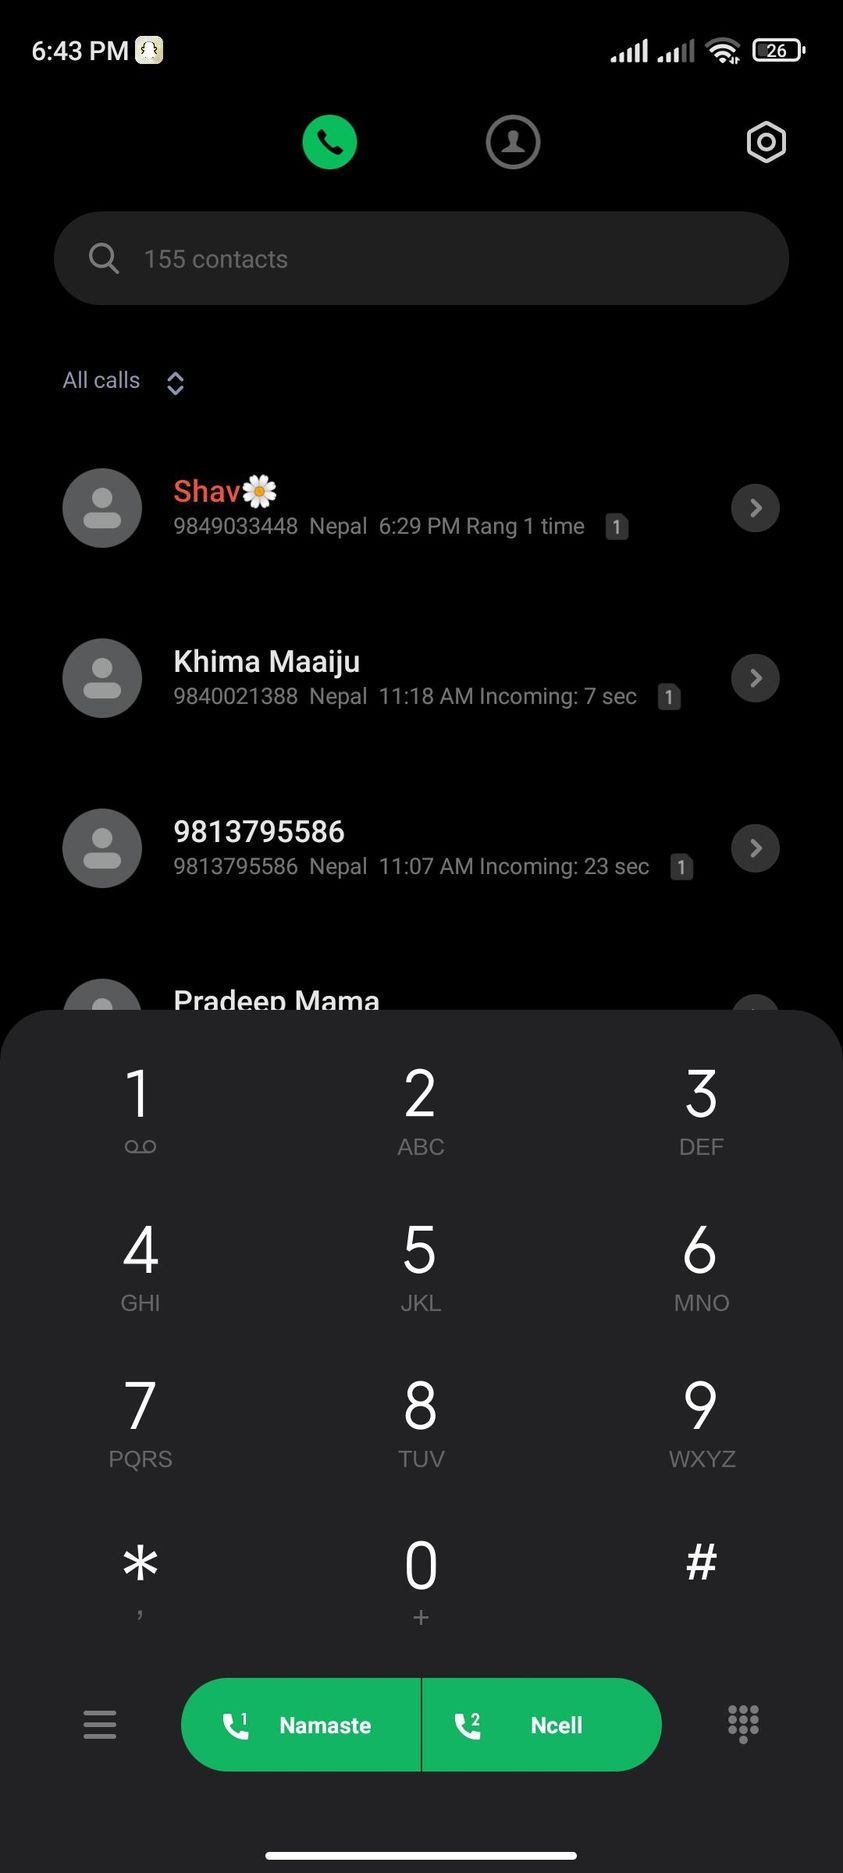 6:43 PM 26
155 contacts
All calls
Shav🌼
9849033448 Nepal 6:29 PM Rang 1 time 1
Khima Maaiju
9840021388 Nepal 11:18 AM Incoming: 7 sec 1
9813795586
9813795586 Nepal 11:07 AM Incoming: 23 sec 1
Pradeep Mama
1 2 3
ABC DEF
4 5 6
GHI JKL MNO
7 8 9
PQRS TUV WXYZ
* 0 #
, +
1 Namaste 2 Ncell